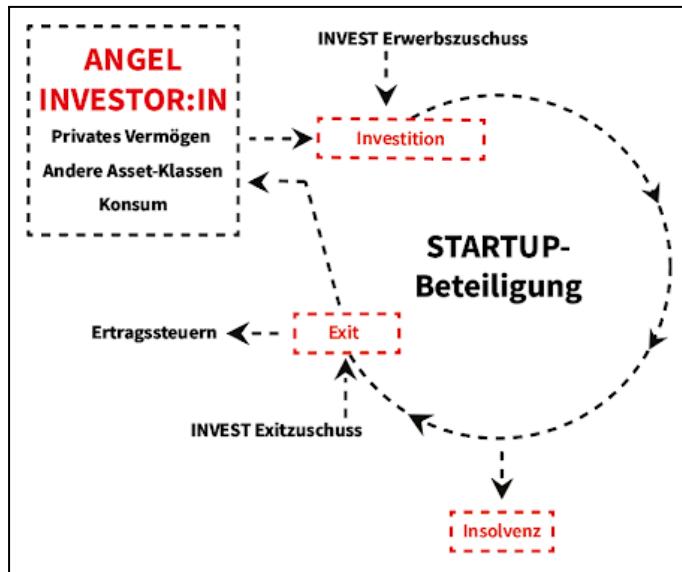 INVEST Erwerbszuschuss
ANGEL
INVESTOR:IN
Privates Vermögen
Andere Asset-Klassen
Konsum
Investition
STARTUP-
Beteiligung
Ertragssteuern
Exit
INVEST Exitzuschuss
Insolvenz